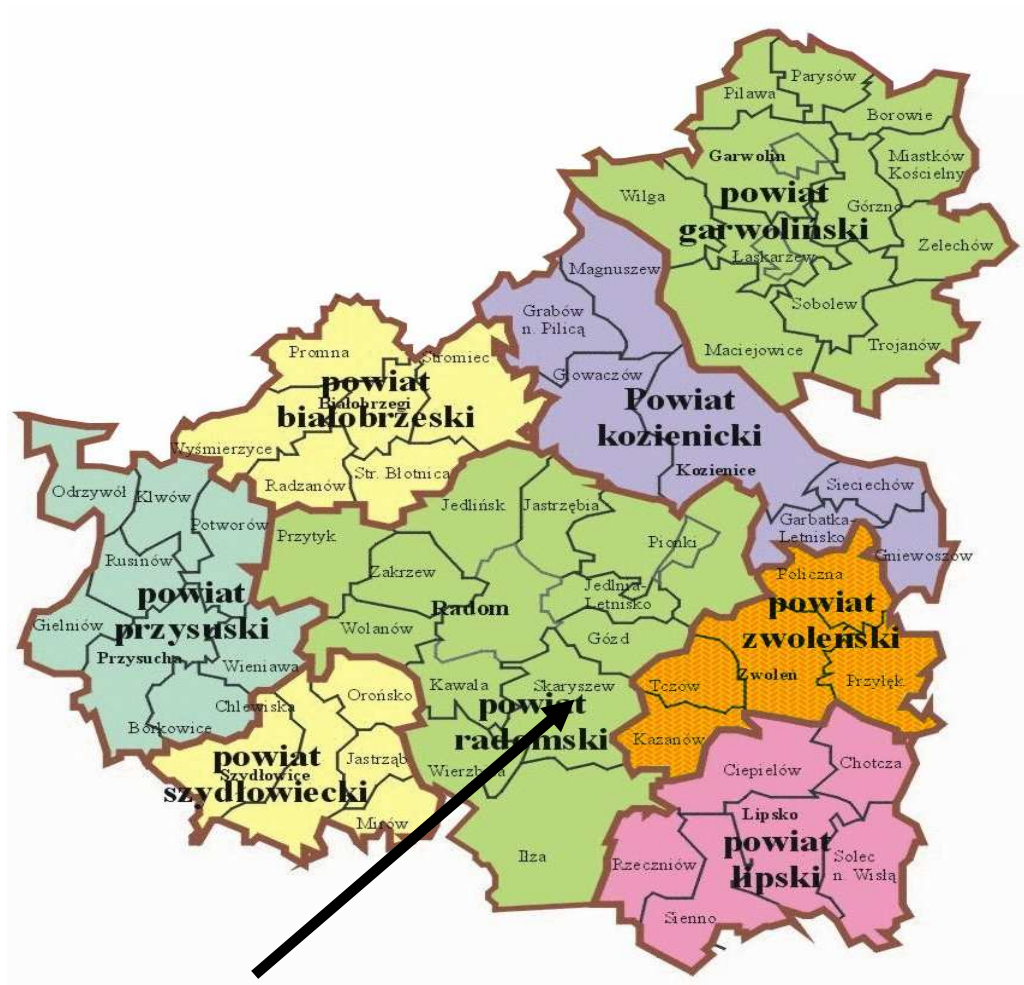 Parysów
Pilawa
Borowie
Garwolin
Miastków
Kościelny
Wilga
powiat
garwoliński
Górzno
Żelechów
Łaskarzew
Sobolew
Trojanów
Maciejowice
Magnuszew
Grabów
n. Pilicą
Głowaczów
Powiat
kozienicki
Kozienice
Sieciechów
Garbatka-
Letnisko
Gniewoszów
Promna
Stromiec
powiat
Białobrzegi
białobrzeski
Wyśmierzyce
Radzanów
Str. Błotnica
Odrzywół
Klwów
Potworów
Rusinów
powiat
przysuski
Gielniów
Przysucha
Wieniawa
Borkowice
Jedlińsk
Jastrzębia
Przytyk
Pionki
Zakrzew
Jedlnia-
Letnisko
Radom
Wolanów
Gózd
Kawala
Skaryszew
powiat
radomski
Wierzbica
Iłża
Policzna
powiat
zwoleński
Zwoleń
Tczów
Przyłęk
Kazanów
Chlewiska
Orońsko
powiat
Szydłowice
szydłowiecki
Jastrząb
Mirów
Ciepielów
Chotcza
Lipsko
powiat
lipski
Rzeczniów
Solec
n. Wisłą
Sienno